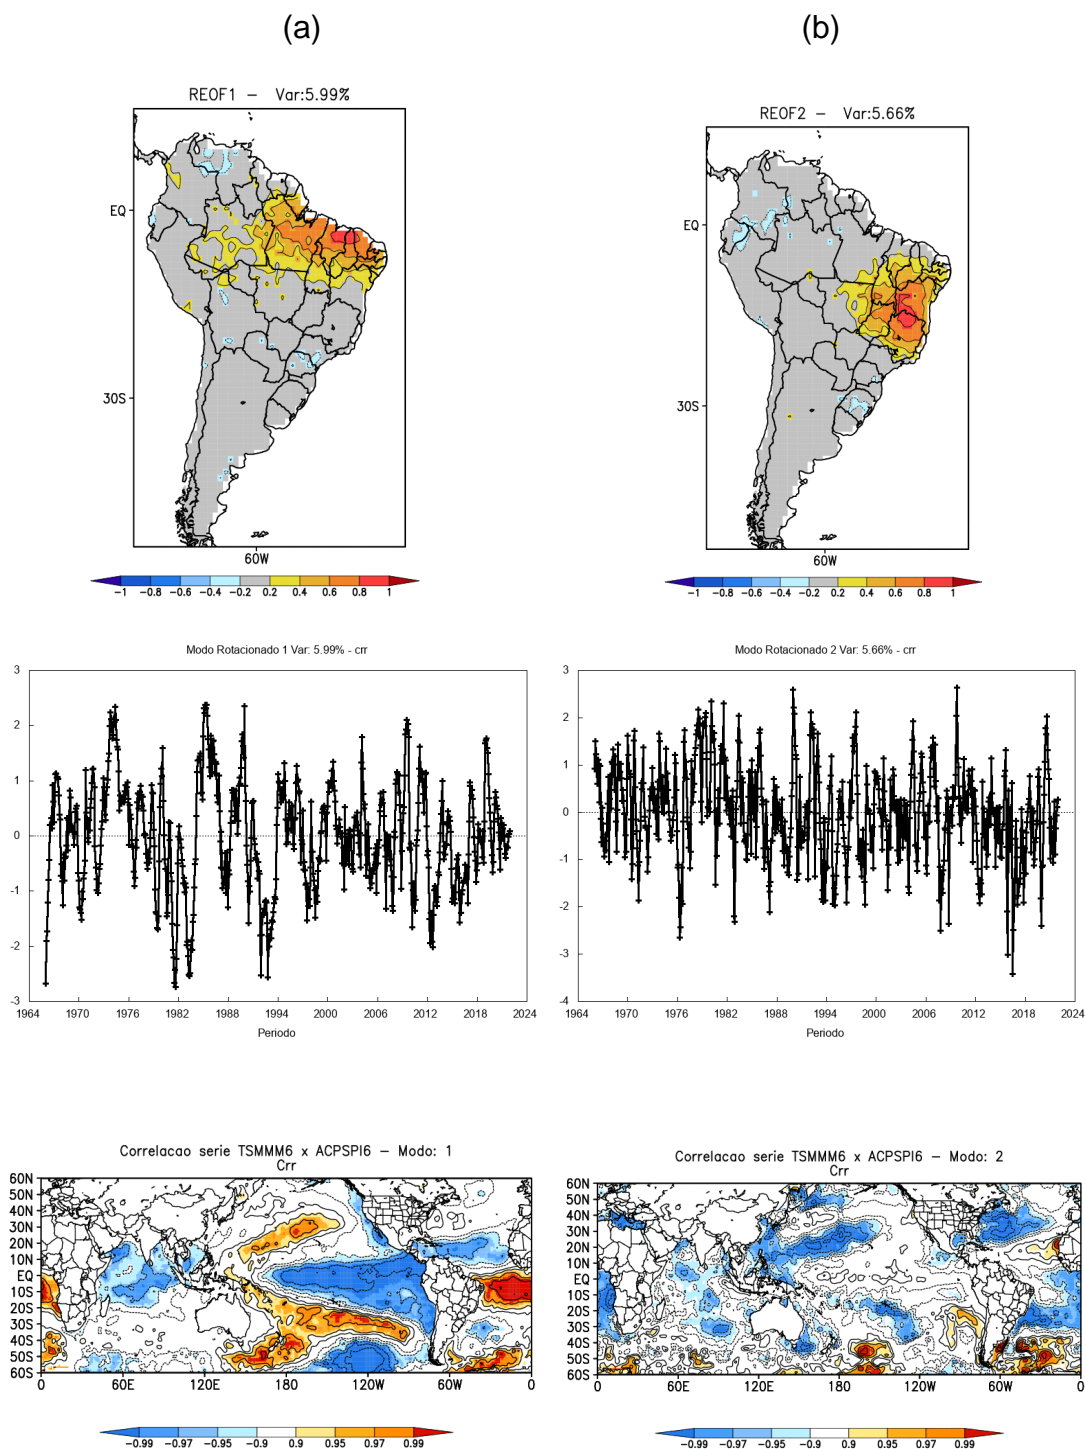 (a)
(b)
REOF1 − Var:5.99%
EQ
30S
60W
−1 −0.8 −0.6 −0.4 −0.2 0.2 0.4 0.6 0.8 1
REOF2 − Var:5.66%
EQ
30S
60W
−1 −0.8 −0.6 −0.4 −0.2 0.2 0.4 0.6 0.8 1
Modo Rotacionado 1 Var: 5.99% - crr
3
2
1
0
-1
-2
-3
1964 1970 1976 1982 1988 1994 2000 2006 2012 2018 2024
Periodo
Modo Rotacionado 2 Var: 5.66% - crr
3
2
1
0
-1
-2
-3
-4
1964 1970 1976 1982 1988 1994 2000 2006 2012 2018 2024
Periodo
Correlacao serie TSMMM6 x ACPSPI6 − Modo: 1
Crr
60N
50N
40N
30N
20N
10N
EQ
10S
20S
30S
40S
50S
60S
0 60E 120E 180 120W 60W 0
−0.99 −0.97 −0.95 −0.9 0.9 0.95 0.97 0.99
Correlacao serie TSMMM6 x ACPSPI6 − Modo: 2
Crr
60N
50N
40N
30N
20N
10N
EQ
10S
20S
30S
40S
50S
60S
0 60E 120E 180 120W 60W 0
−0.99 −0.97 −0.95 −0.9 0.9 0.95 0.97 0.99